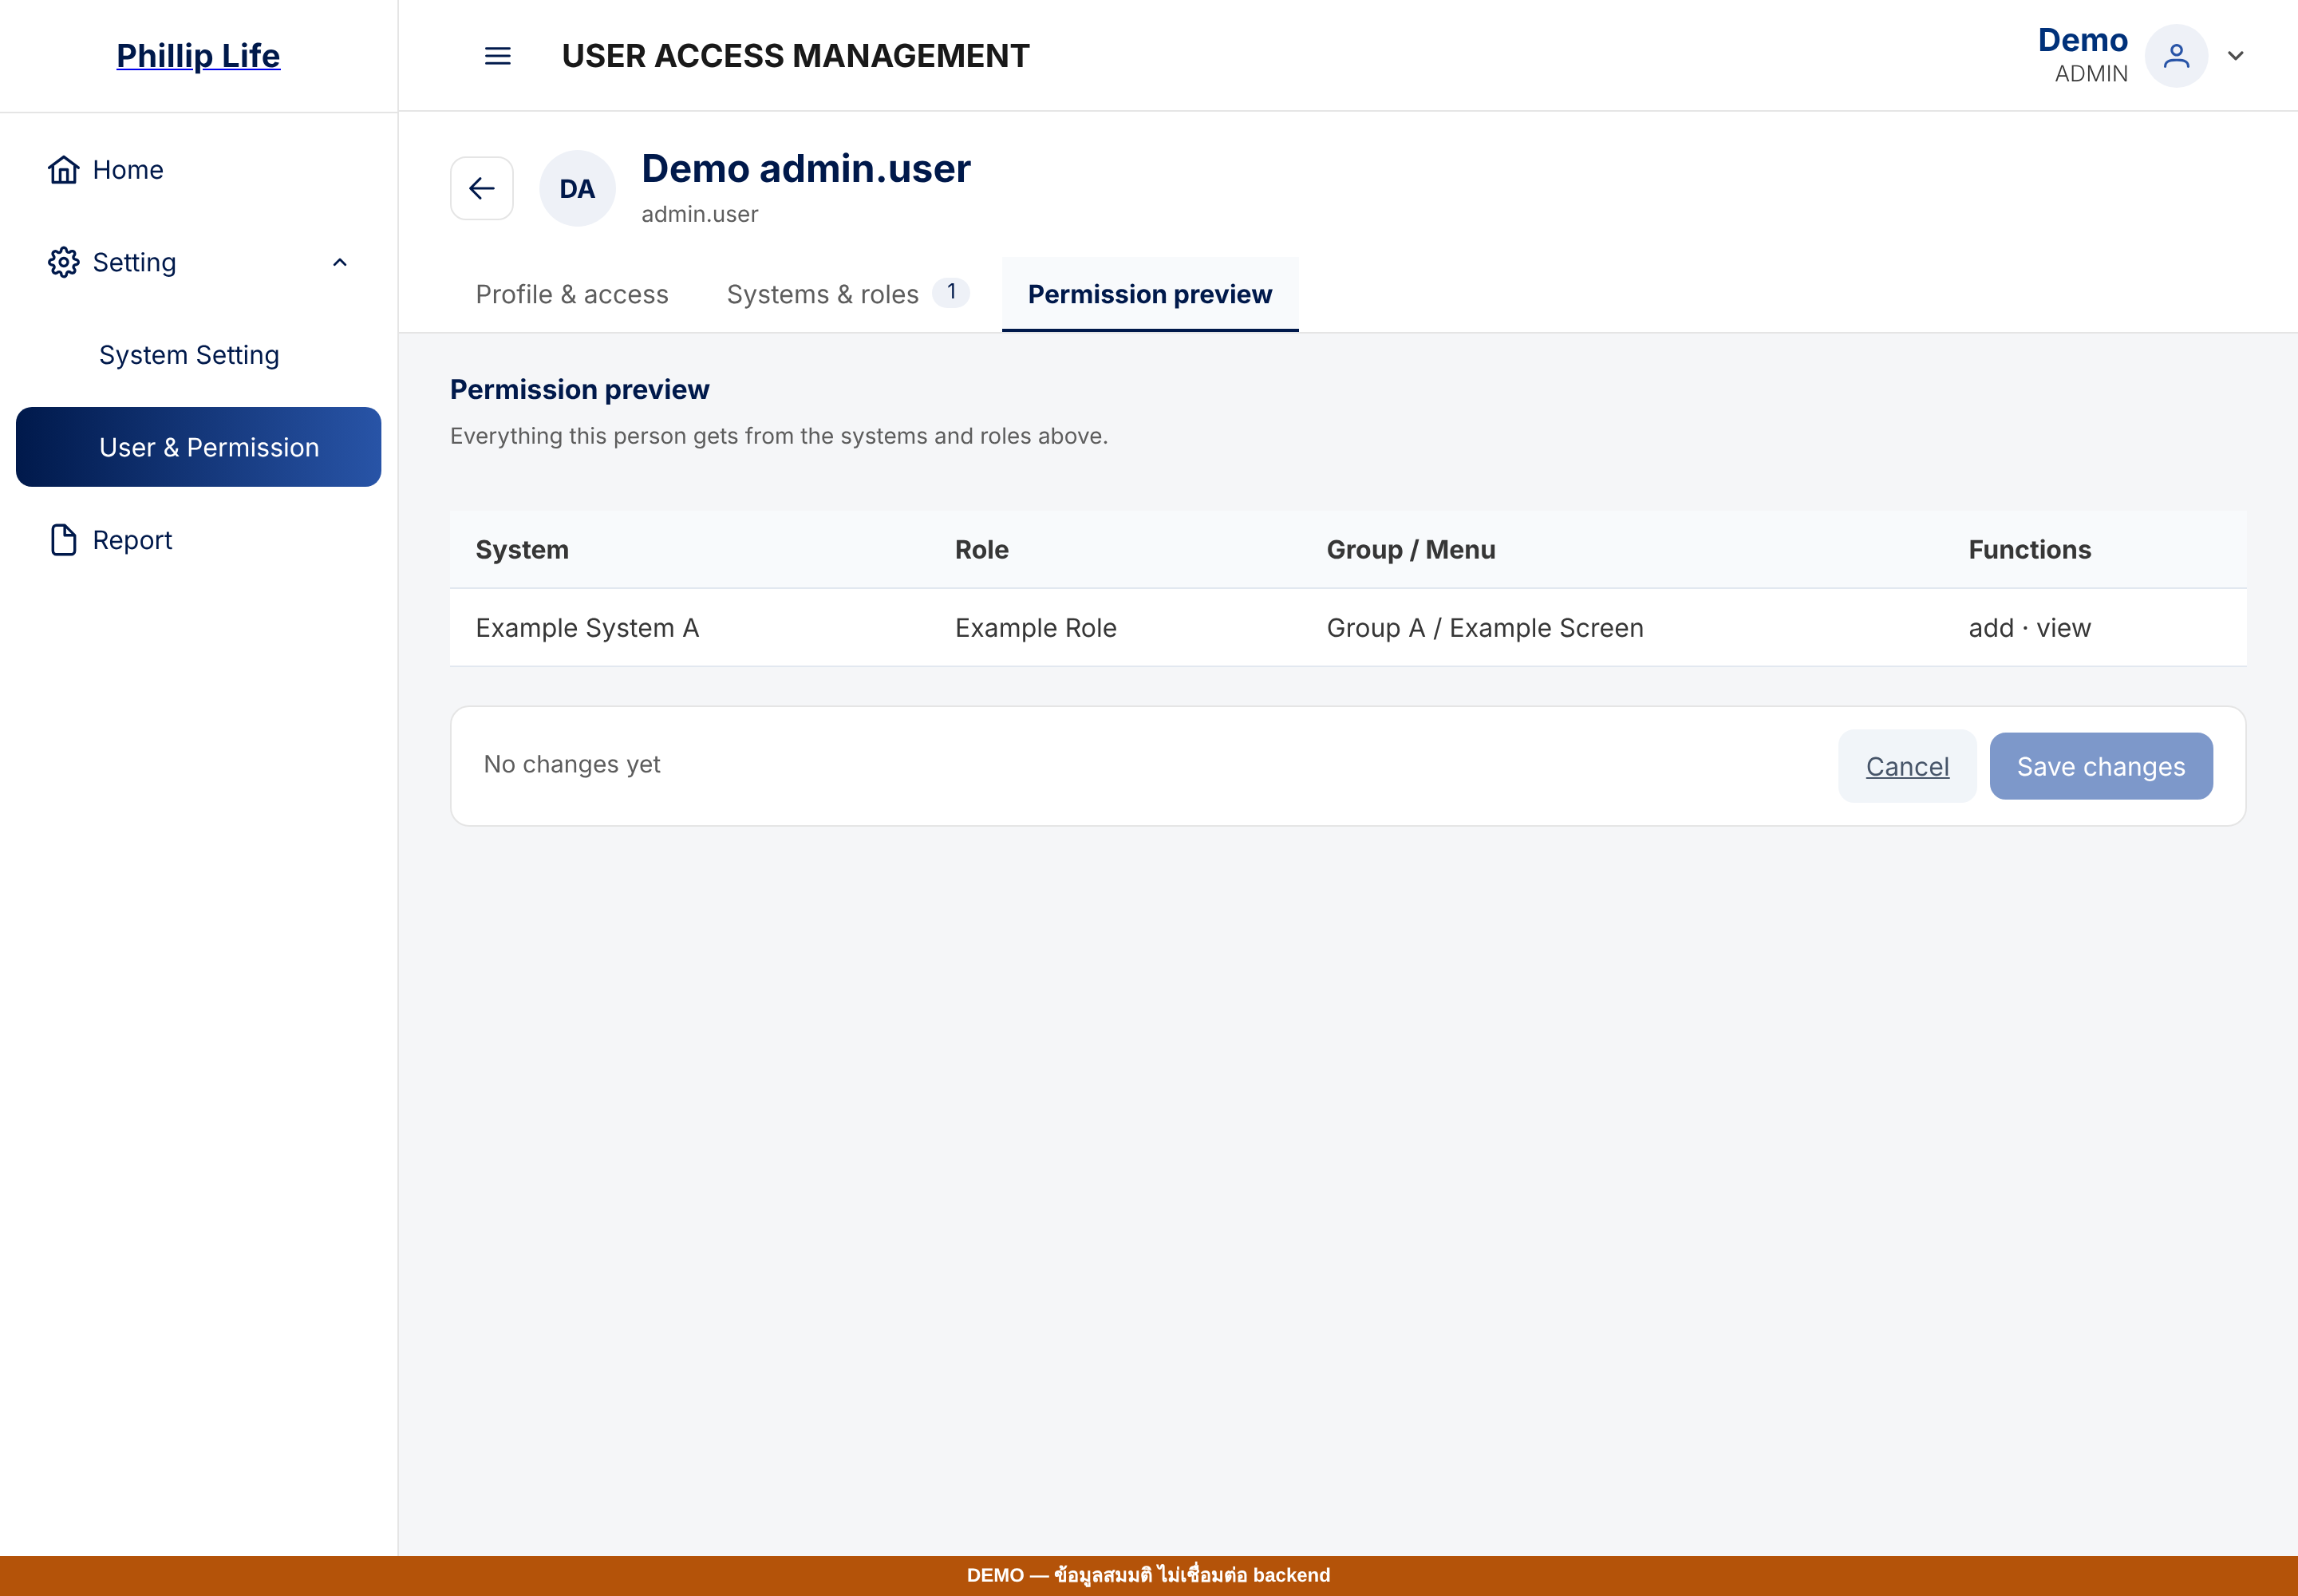 Phillip Life
USER ACCESS MANAGEMENT
Demo
ADMIN
Home
Setting
System Setting
User & Permission
Report
DA
Demo admin.user
admin.user
Profile & access
Systems & roles 1
Permission preview
Permission preview
Everything this person gets from the systems and roles above.
System Role Group / Menu Functions
Example System A Example Role Group A / Example Screen add · view
No changes yet
Cancel
Save changes
DEMO — ข้อมูลสมมติ ไม่เชื่อมต่อ backend